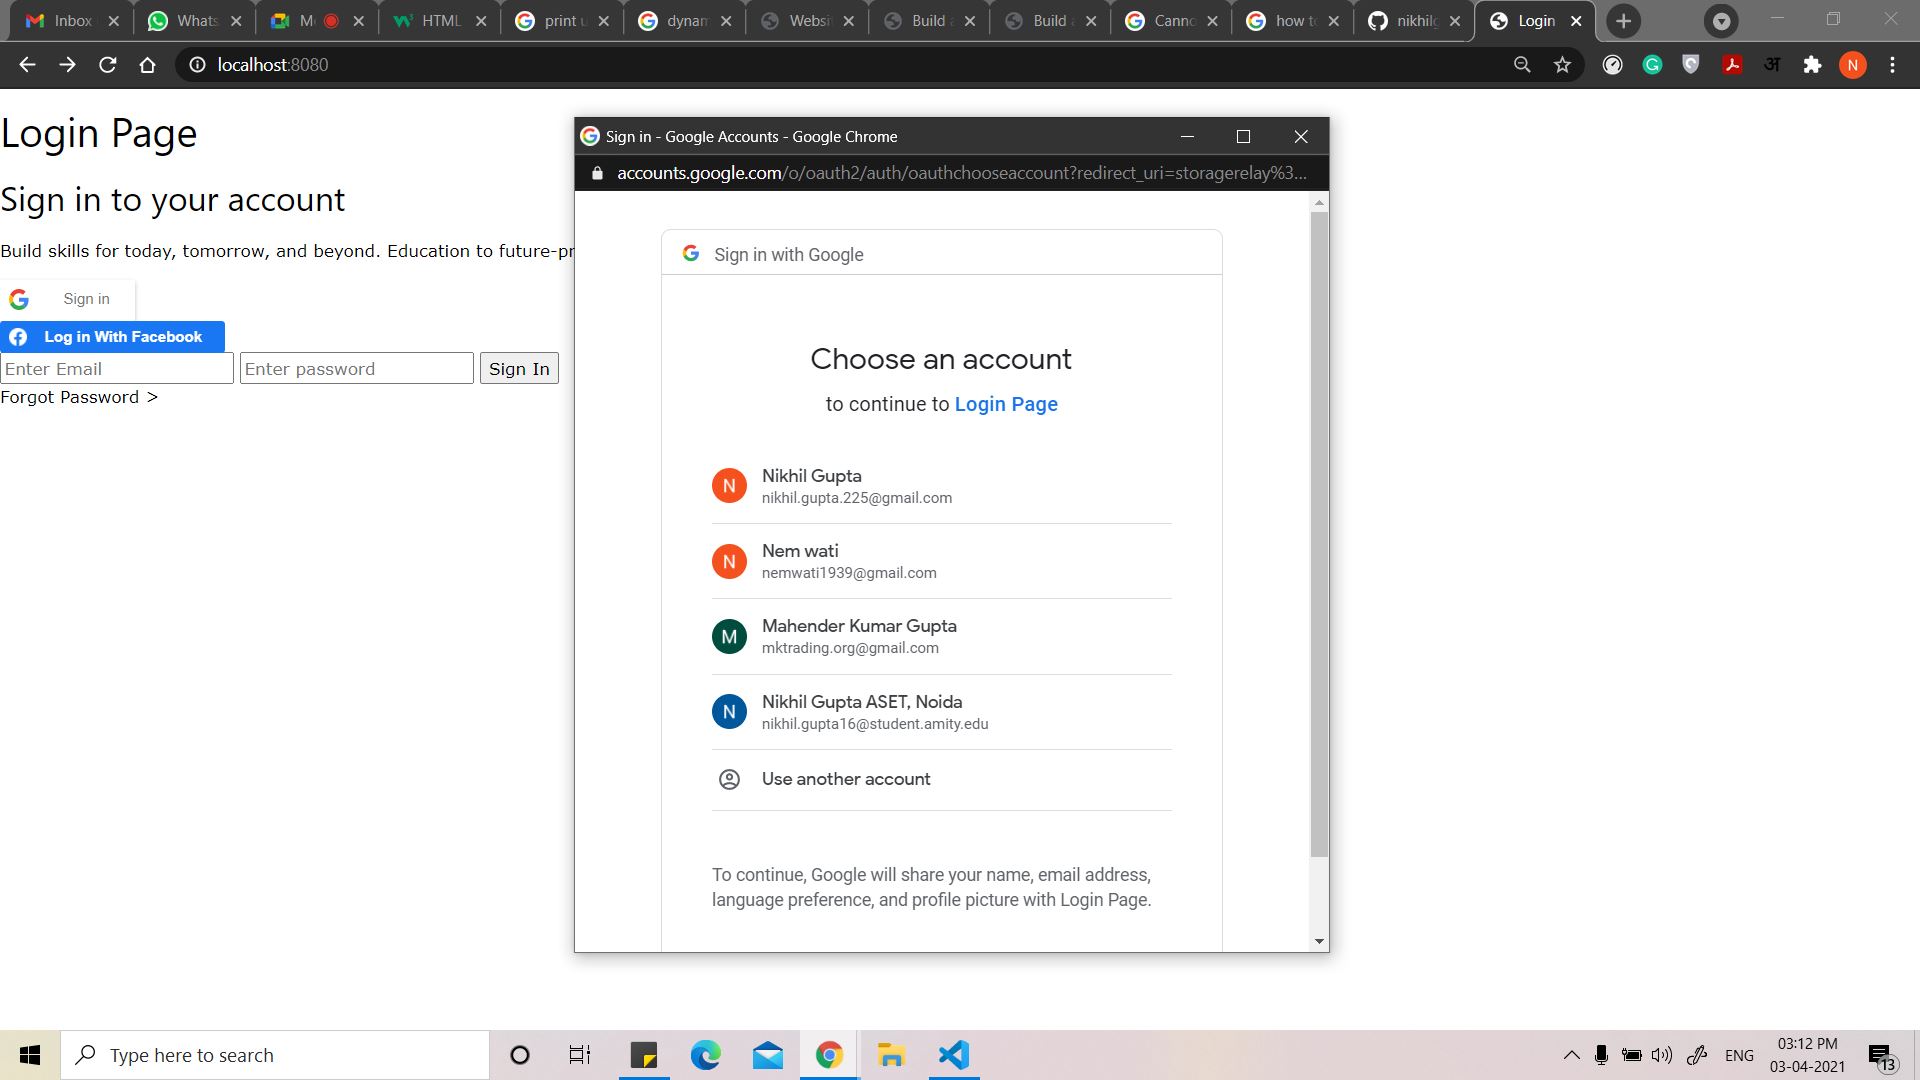 Inbox
Whats
M
HTML
print u
dynam
Websit
Build a
Build a
Canno
how to
nikhilg
Login
localhost:8080
N
Login Page
Sign in to your account
Build skills for today, tomorrow, and beyond. Education to future-pr
Sign in
Log in With Facebook
Enter Email Enter password Sign In
Forgot Password >
Sign in - Google Accounts - Google Chrome
accounts.google.com/o/oauth2/auth/oauthchooseaccount?redirect_uri=storagerelay%3...
Sign in with Google
Choose an account
to continue to Login Page
N
Nikhil Gupta
nikhil.gupta.225@gmail.com
N
Nem wati
nemwati1939@gmail.com
M
Mahender Kumar Gupta
mktrading.org@gmail.com
N
Nikhil Gupta ASET, Noida
nikhil.gupta16@student.amity.edu
Use another account
To continue, Google will share your name, email address,
language preference, and profile picture with Login Page.
Type here to search
ENG
03:12 PM
03-04-2021
13